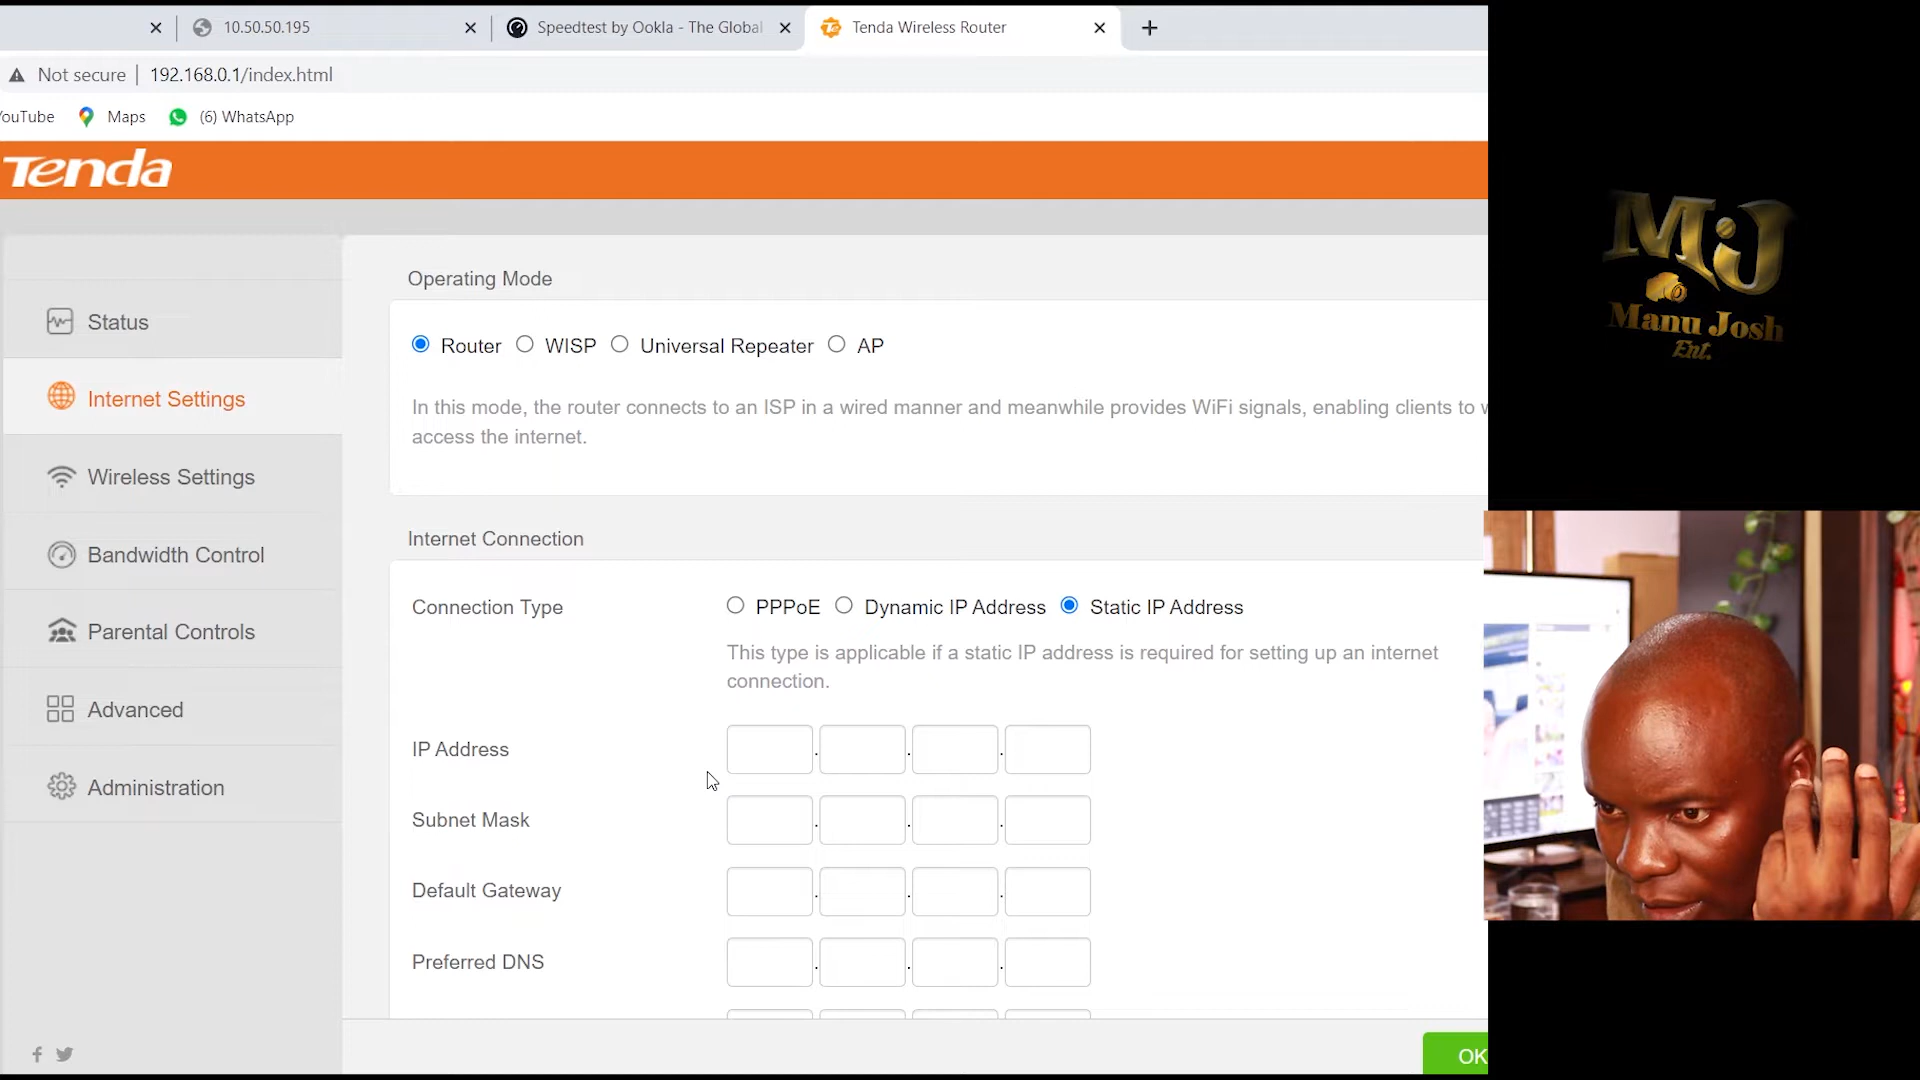 10.50.50.195
Speedtest by Ookla - The Global
Tenda Wireless Router
Not secure
192.168.0.1/index.html
YouTube
Maps
(6) WhatsApp
Tenda
MJ
Manu Josh
Ent.
Status
Internet Settings
Wireless Settings
Bandwidth Control
Parental Controls
Advanced
Administration
Operating Mode
Router
WISP
Universal Repeater
AP
In this mode, the router connects to an ISP in a wired manner and meanwhile provides WiFi signals, enabling clients to
access the internet.
Internet Connection
Connection Type
PPPoE
Dynamic IP Address
Static IP Address
This type is applicable if a static IP address is required for setting up an internet
connection.
IP Address
Subnet Mask
Default Gateway
Preferred DNS
OK